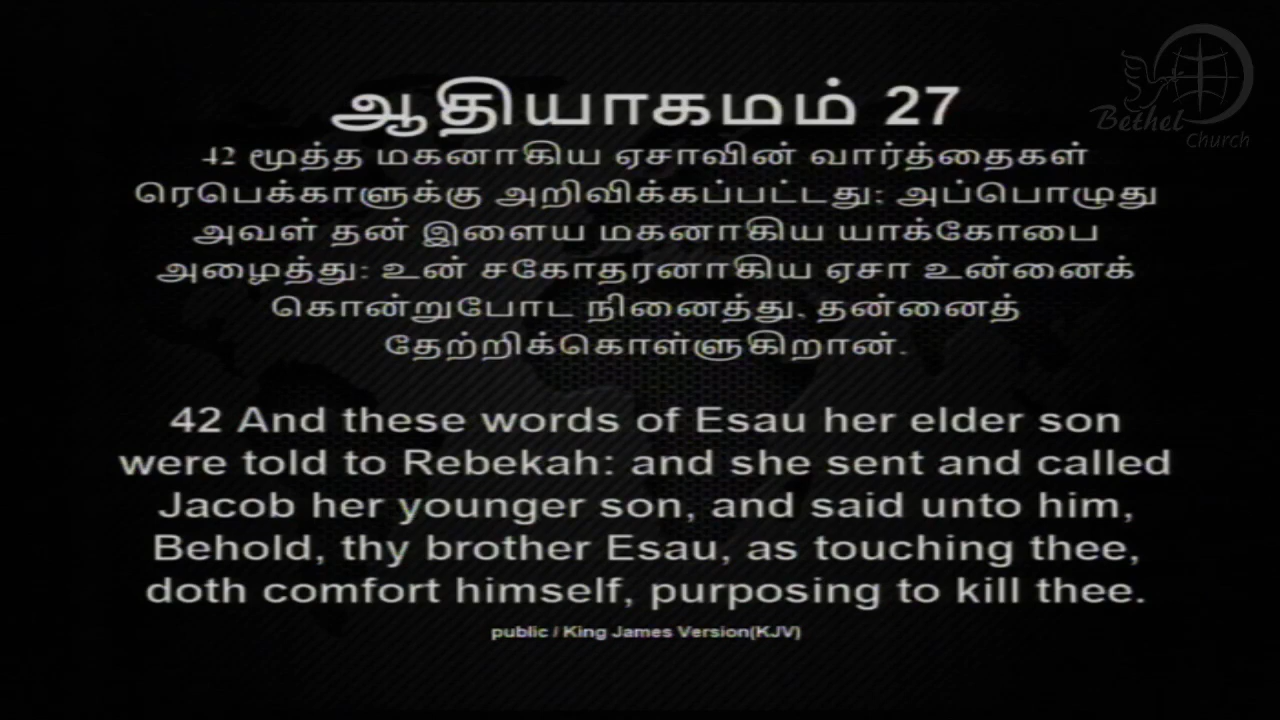 Bethel
Church
ஆதியாகமம் 27
42 மூத்த மகனாகிய ஏசாவின் வார்த்தைகள்
ரெபெக்காளுக்கு அறிவிக்கப்பட்டது; அப்பொழுது
அவள் தன் இளைய மகனாகிய யாக்கோபை
அழைத்து: உன் சகோதரனாகிய ஏசா உன்னைக்
கொன்றுபோட நினைத்து, தன்னைத்
தேற்றிக்கொள்ளுகிறான்.
42 And these words of Esau her elder son
were told to Rebekah: and she sent and called
Jacob her younger son, and said unto him,
Behold, thy brother Esau, as touching thee,
doth comfort himself, purposing to kill thee.
public / King James Version(KJV)